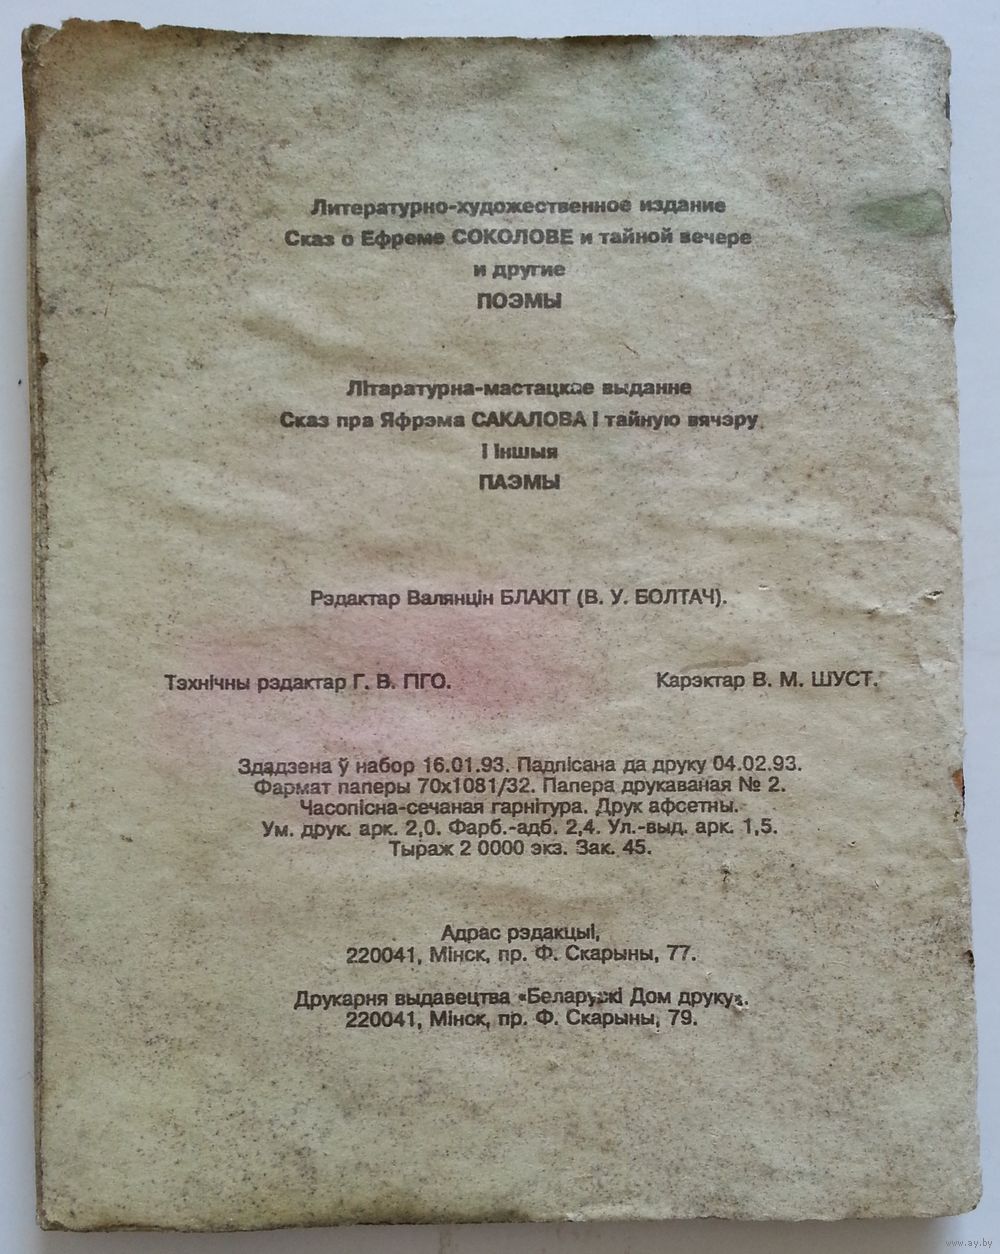 Литературно-художественное издание
Сказ о Ефреме СОКОЛОВЕ и тайной вечере
и другие
ПОЭМЫ
Літаратурна-мастацкае выданне
Сказ пра Яфрэма САКАЛОВА і тайную вячэру
і іншыя
ПАЭМЫ
Рэдактар Валянцін БЛАКІТ (В. У. БОЛТАЧ).
Тэхнічны рэдактар Г. В. ПГО.
Карэктар В. М. ШУСТ.
Здадзена ў набор 16.01.93. Падпісана да друку 04.02.93.
Фармат паперы 70х1081/32. Папера друкаваная № 2.
Часопісна-сечаная гарнітура. Друк афсетны.
Ум. друк. арк. 2,0. Фарб.-адб. 2,4. Ул.-выд. арк. 1,5.
Тыраж 2 0000 экз. Зак. 45.
Адрас рэдакцыі,
220041, Мінск, пр. Ф. Скарыны, 77.
Друкарня выдавецтва «Беларускі Дом друку».
220041, Мінск, пр. Ф. Скарыны, 79.
www.ay.by